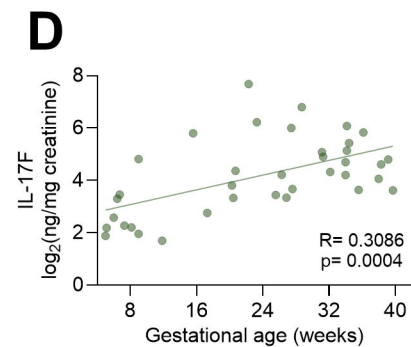 D
IL-17F
log₂(ng/mg creatinine)
8
6
4
2
0
R= 0.3086
p= 0.0004
8 16 24 32 40
Gestational age (weeks)